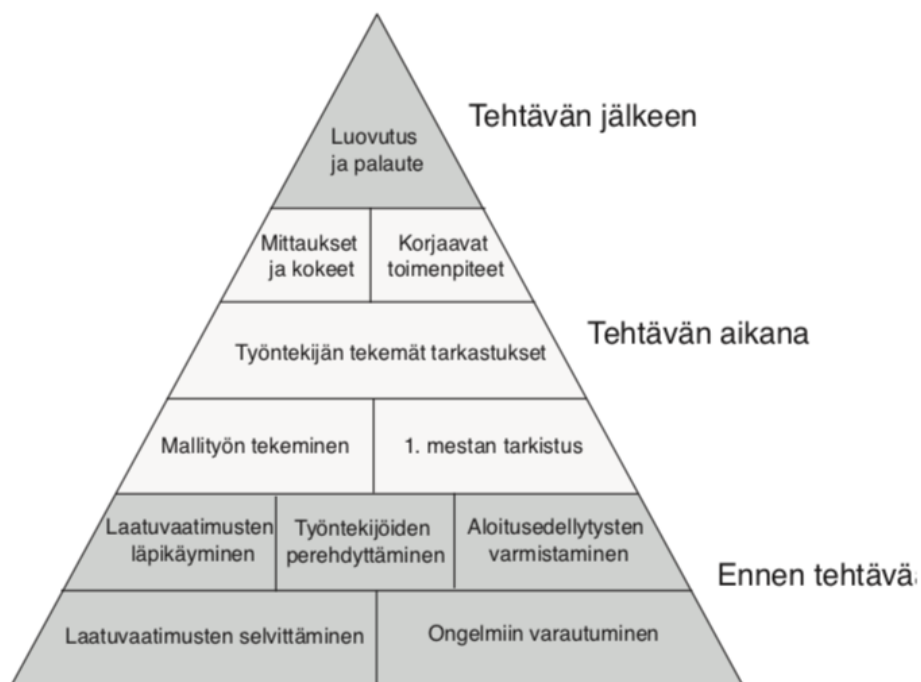 Tehtävän jälkeen
Luovutus
ja palaute
Mittaukset
ja kokeet
Korjaavat
toimenpiteet
Tehtävän aikana
Työntekijän tekemät tarkastukset
Mallityön tekeminen
1. mestan tarkistus
Laatuvaatimusten
läpikäyminen
Työntekijöiden
perehdyttäminen
Aloitusedellytysten
varmistaminen
Ennen
Laatuvaatimusten selvittäminen
Ongelmiin varautuminen